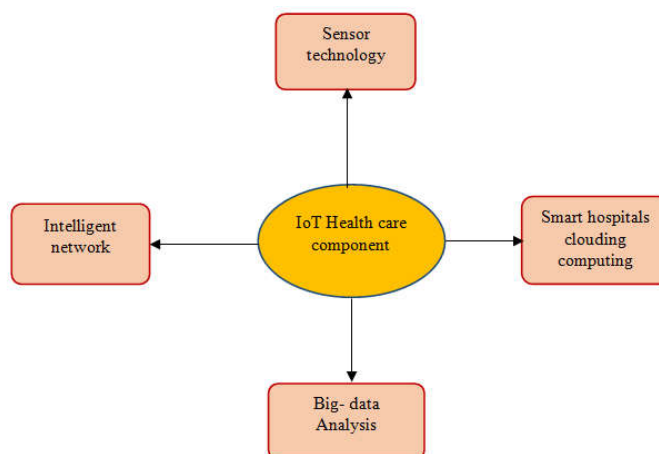 Sensor
technology
Intelligent
network
IoT Health care
component
Smart hospitals
clouding
computing
Big- data
Analysis